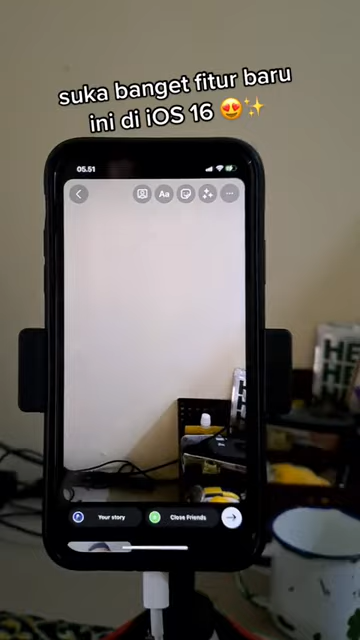 suka banget fitur baru
ini di iOS 16 😍✨
05.51
Aa
Your story
Close Friends